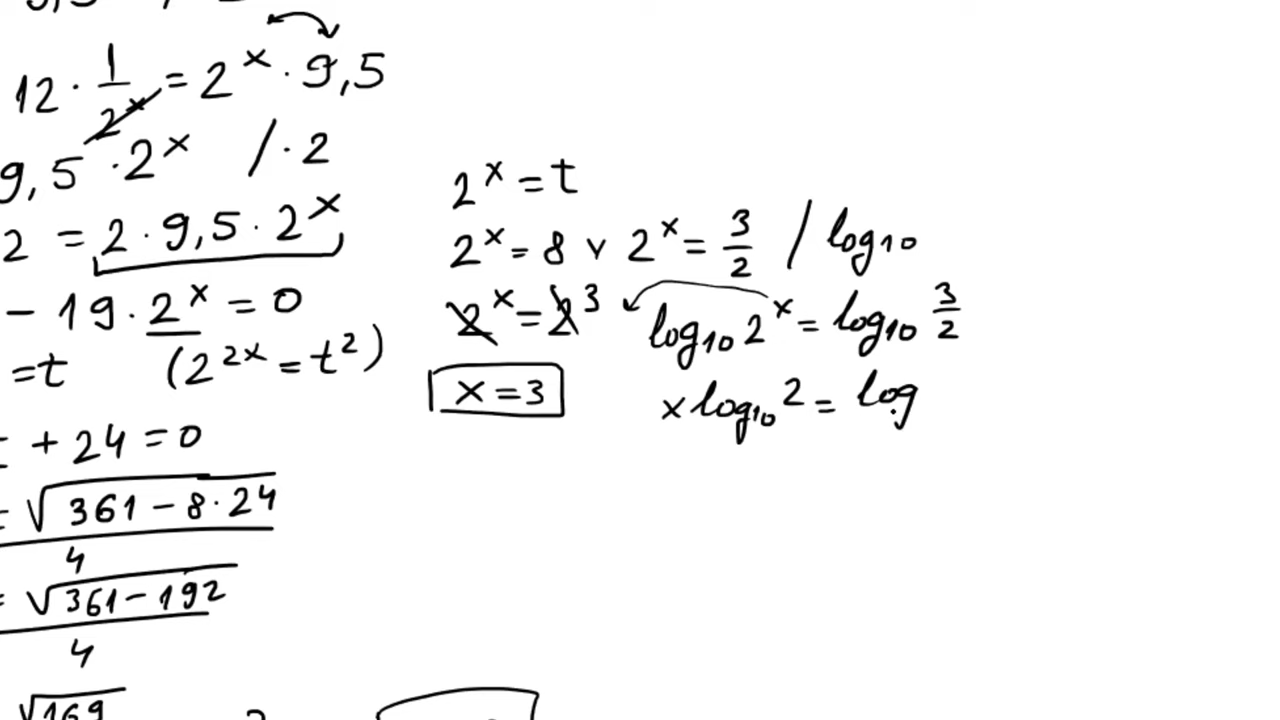 12 · 1/2^x = 2^x · 9,5
9,5 · 2^x / · 2
2 = 2 · 9,5 · 2^x
− 19 · 2^x = 0
= t (2^2x = t^2)
+ 24 = 0
= √361 − 8 · 24
4
= √361 − 192
4
√169
2^x = t
2^x = 8 ∨ 2^x = 3/2 / log10
2^x = 2^3 log10 2^x = log10 3/2
x = 3 x log10 2 = log